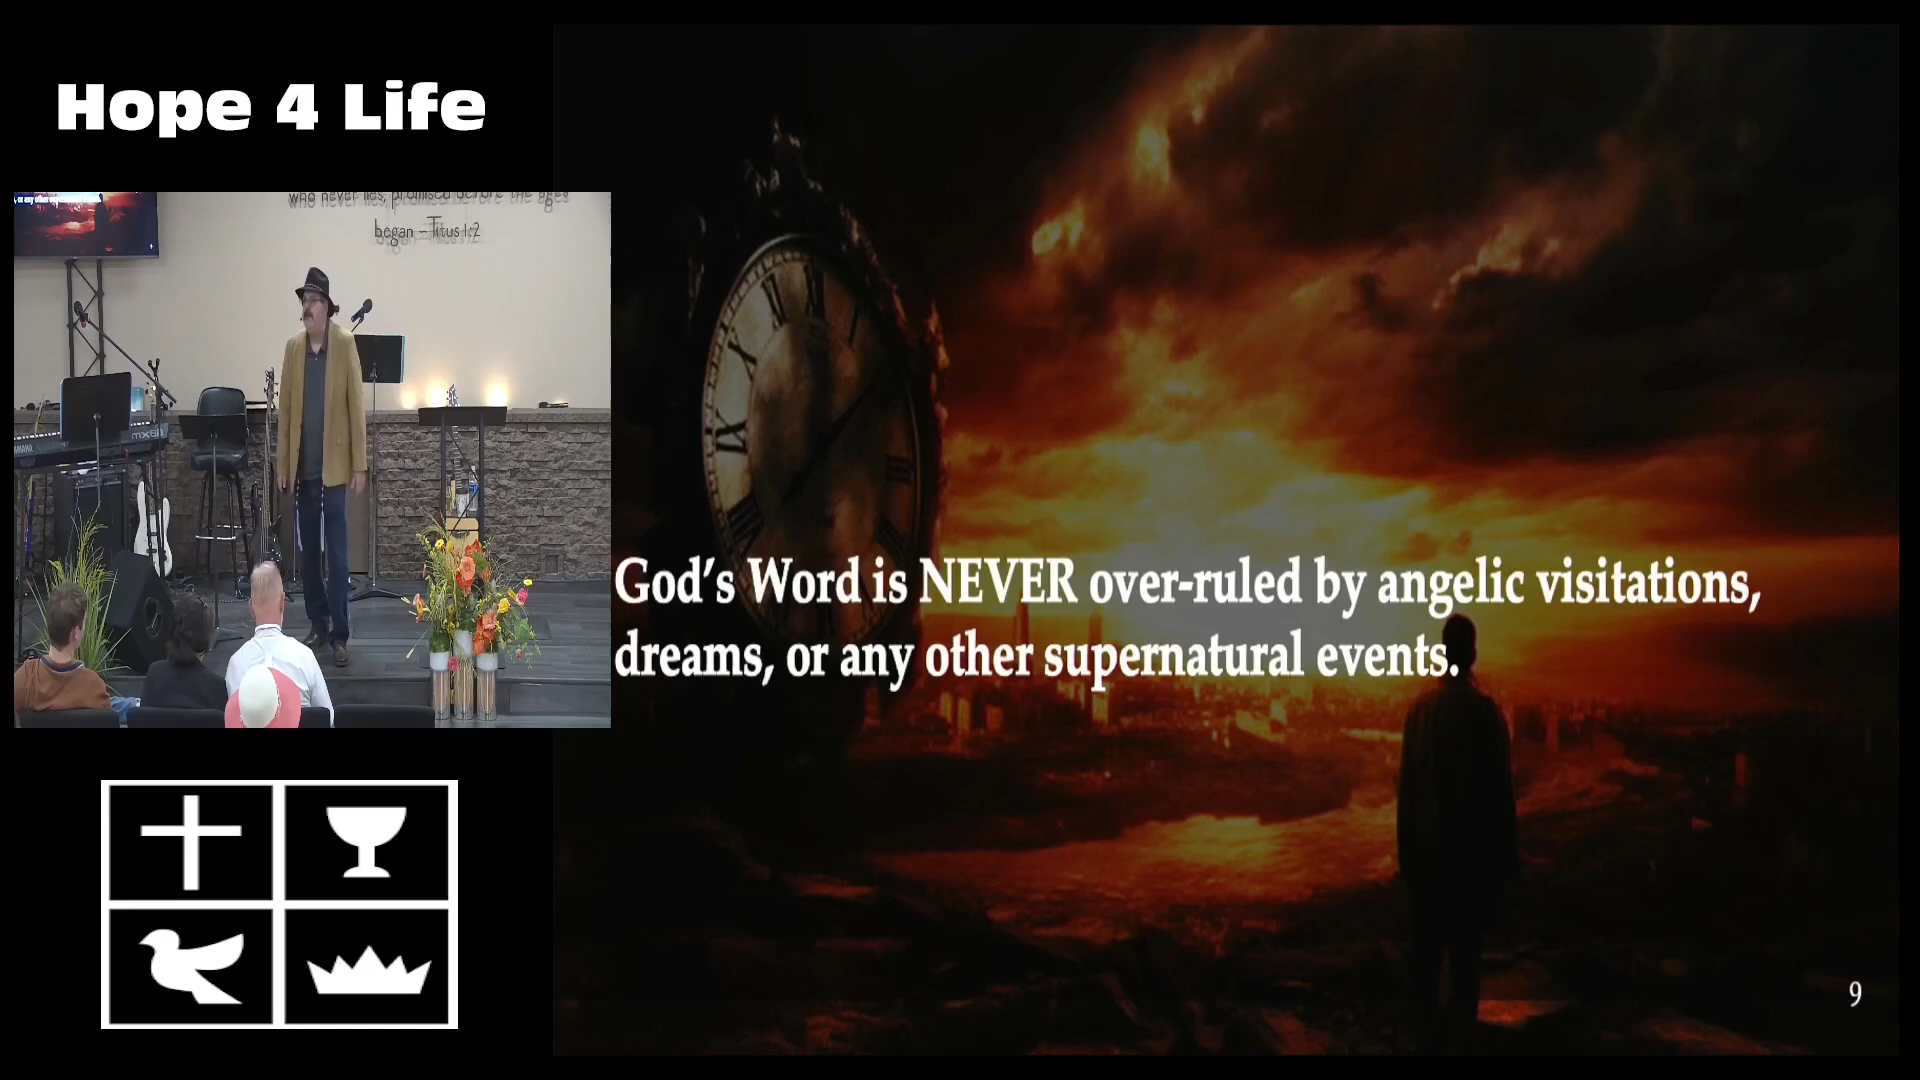 Hope 4 Life
who never lies, promised before the ages
began – Titus 1:2
MX88
God's Word is NEVER over-ruled by angelic visitations,
dreams, or any other supernatural events.
9